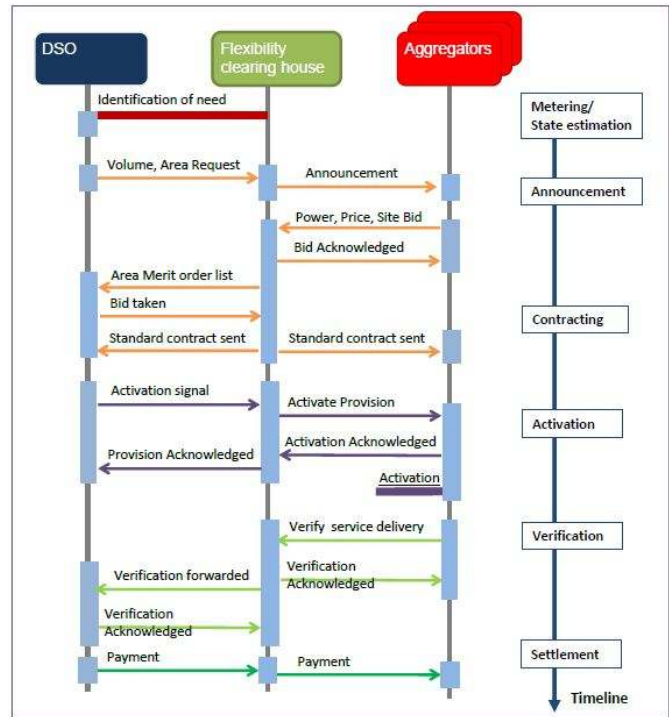 DSO
Flexibility
clearing house
Aggregators
Identification of need
Metering/
State estimation
Volume, Area Request
Announcement
Announcement
Power, Price, Site Bid
Bid Acknowledged
Area Merit order list
Bid taken
Contracting
Standard contract sent
Standard contract sent
Activation signal
Activate Provision
Activation
Activation Acknowledged
Provision Acknowledged
Activation
Verify service delivery
Verification
Verification
Acknowledged
Verification forwarded
Verification
Acknowledged
Payment
Payment
Settlement
Timeline